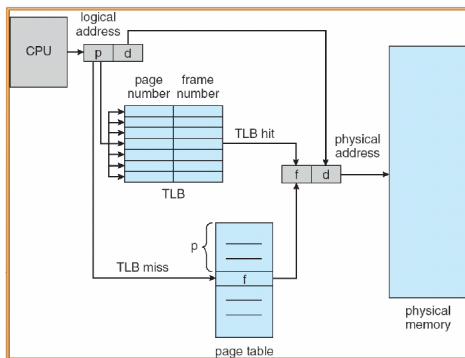 logical
address
CPU
p d
page
number
frame
number
TLB hit
physical
address
f d
TLB
p
TLB miss
f
physical
memory
page table